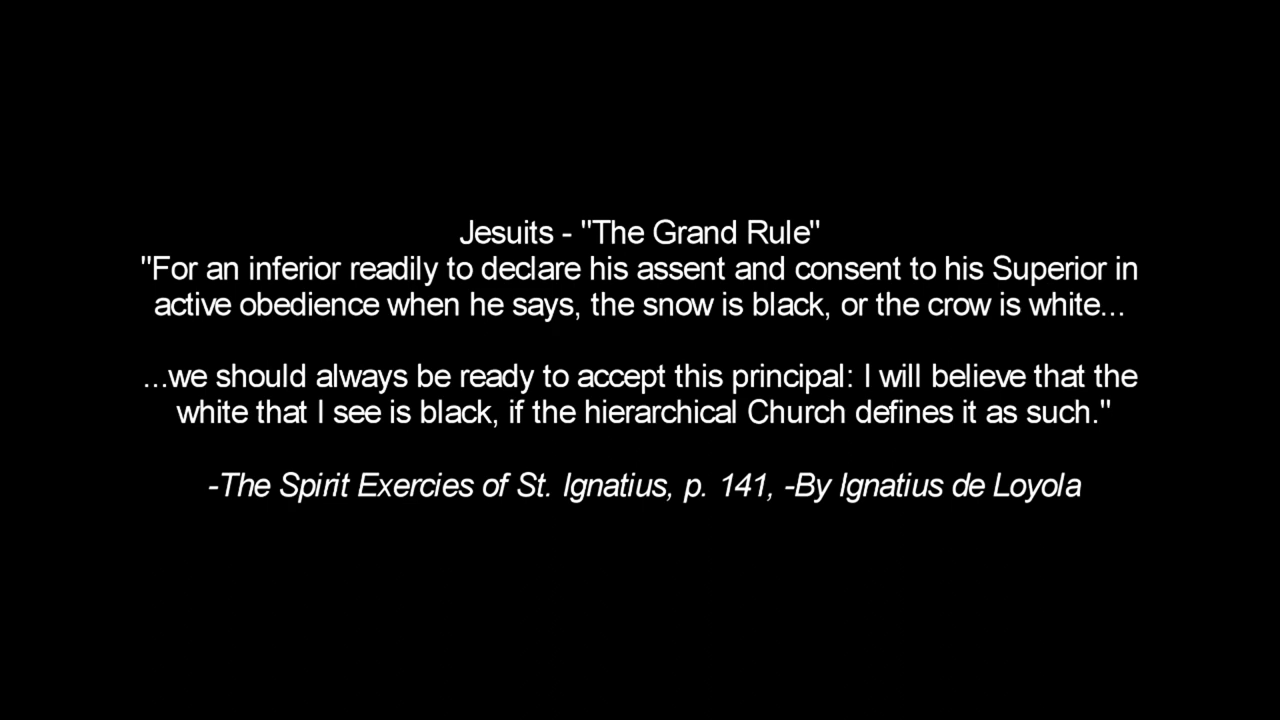 Jesuits - "The Grand Rule"
"For an inferior readily to declare his assent and consent to his Superior in
active obedience when he says, the snow is black, or the crow is white...
...we should always be ready to accept this principal: I will believe that the
white that I see is black, if the hierarchical Church defines it as such."
-The Spirit Exercies of St. Ignatius, p. 141, -By Ignatius de Loyola